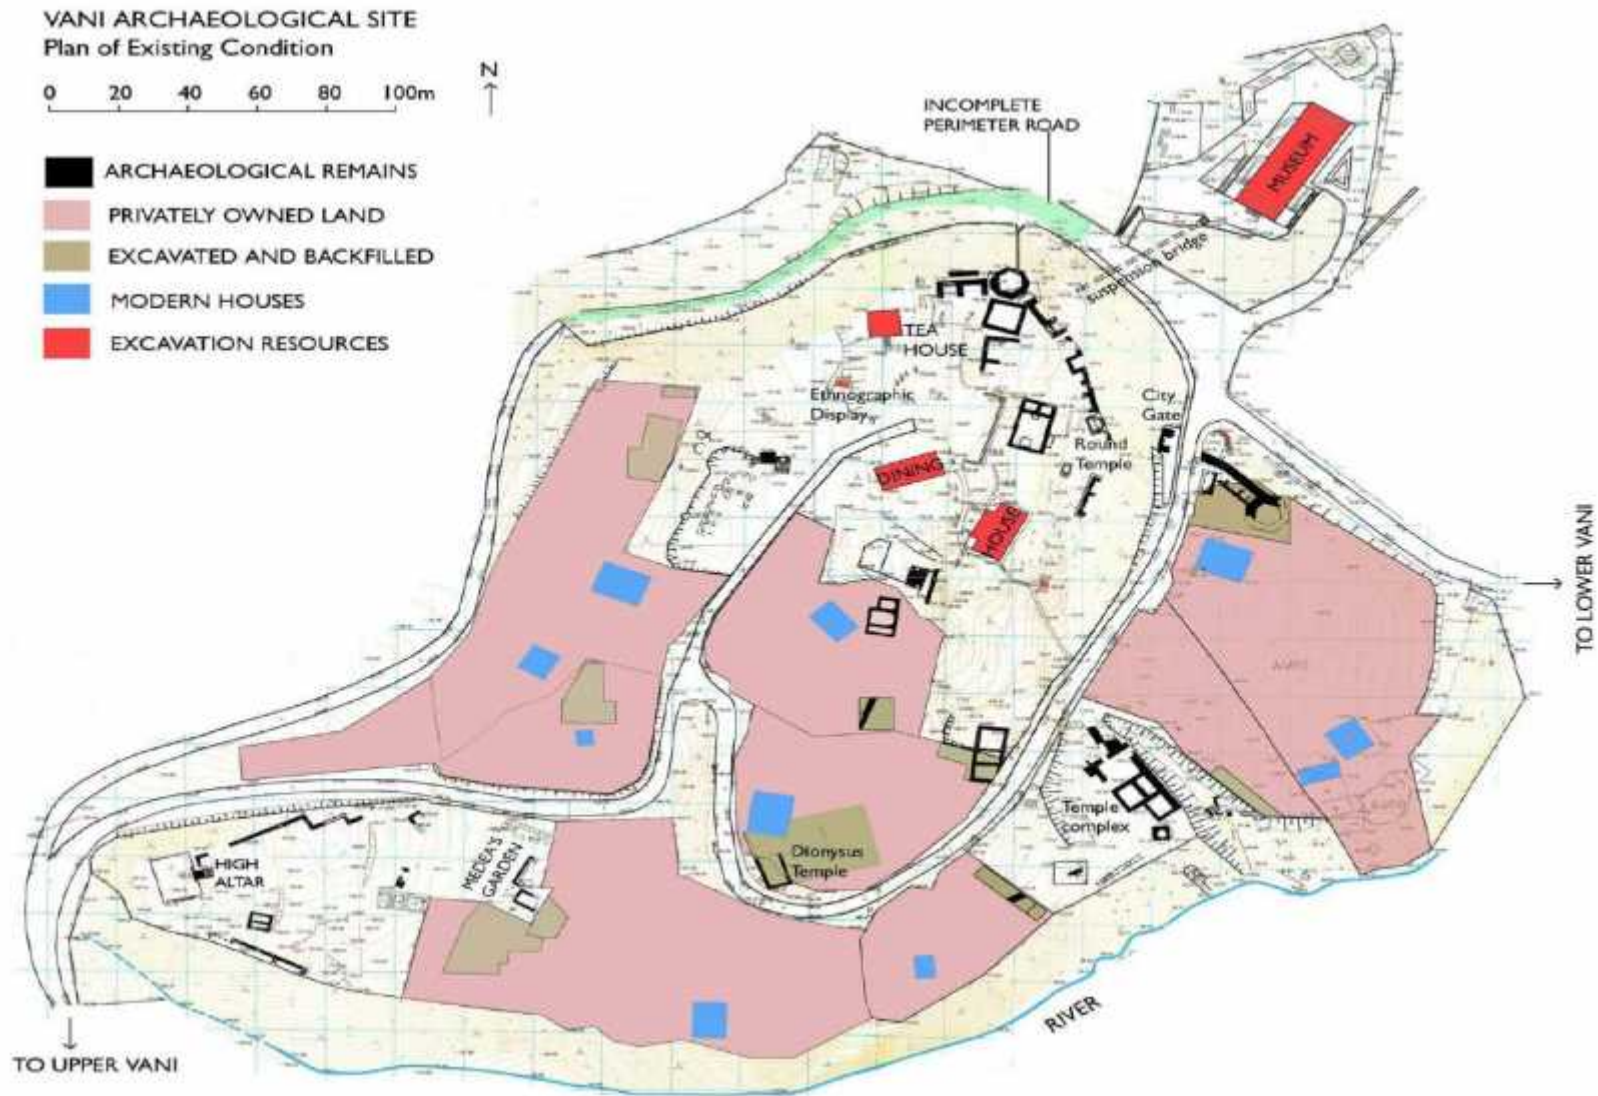 VANI ARCHAEOLOGICAL SITE
Plan of Existing Condition
0 20 40 60 80 100m
N
ARCHAEOLOGICAL REMAINS
PRIVATELY OWNED LAND
EXCAVATED AND BACKFILLED
MODERN HOUSES
EXCAVATION RESOURCES
INCOMPLETE
PERIMETER ROAD
MUSEUM
suspension bridge
TEA
HOUSE
Ethnographic
Display
City
Gate
Round
Temple
DINING
HOUSE
TO LOWER VANI
Temple
complex
Dionysus
Temple
MEDEA'S
GARDEN
HIGH
ALTAR
RIVER
TO UPPER VANI